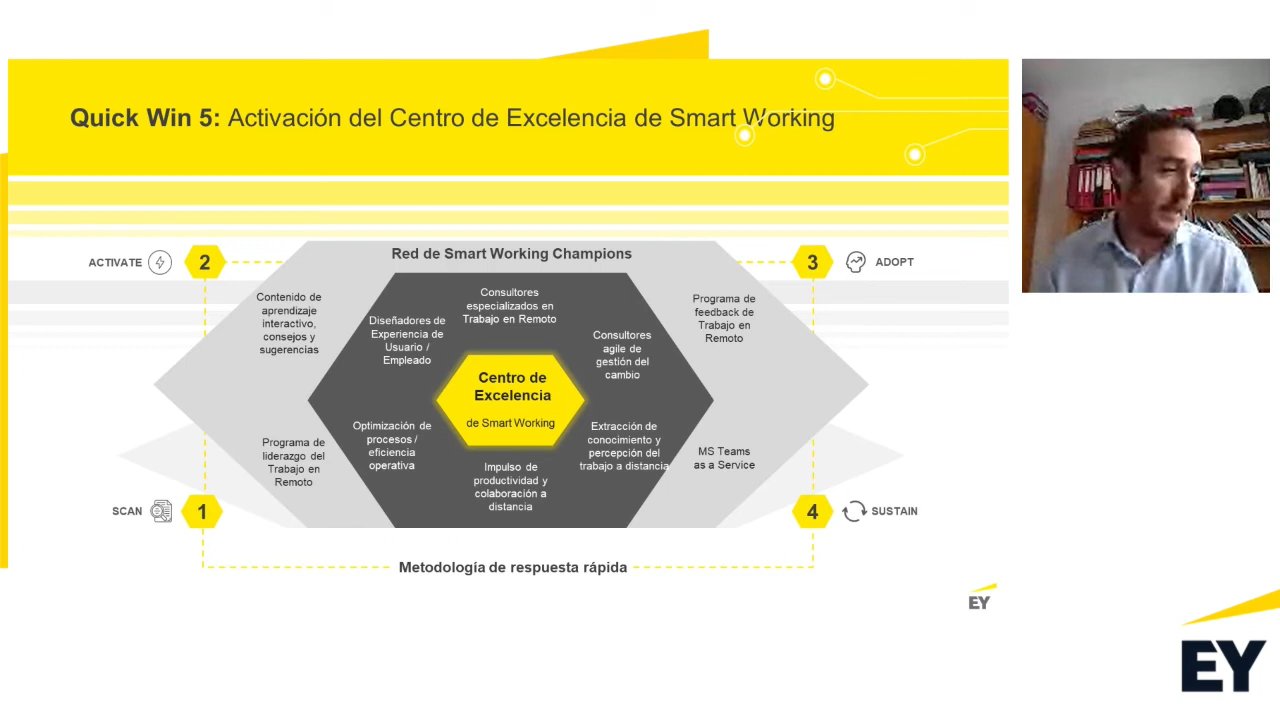 Quick Win 5: Activación del Centro de Excelencia de Smart Working
Red de Smart Working Champions
ACTIVATE
2
3
ADOPT
Contenido de
aprendizaje
interactivo,
consejos y
sugerencias
Diseñadores de
Experiencia de
Usuario /
Empleado
Consultores
especializados en
Trabajo en Remoto
Consultores
agile de
gestión del
cambio
Programa de
feedback de
Trabajo en
Remoto
Centro de
Excelencia
de Smart Working
Programa de
liderazgo del
Trabajo en
Remoto
Optimización de
procesos /
eficiencia
operativa
Impulso de
productividad y
colaboración a
distancia
Extracción de
conocimiento y
percepción del
trabajo a distancia
MS Teams
as a Service
SCAN
1
4
SUSTAIN
Metodología de respuesta rápida
EY
EY